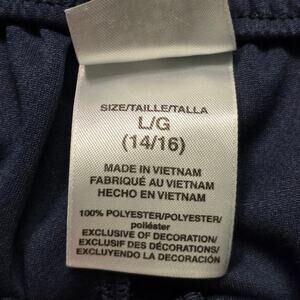 SIZE/TAILLE/TALLA
L/G
(14/16)
MADE IN VIETNAM
FABRIQUÉ AU VIETNAM
HECHO EN VIETNAM
100% POLYESTER/POLYESTER/
poliéster
EXCLUSIVE OF DECORATION/
EXCLUSIF DES DÉCORATIONS/
EXCLUYENDO LA DECORACIÓN